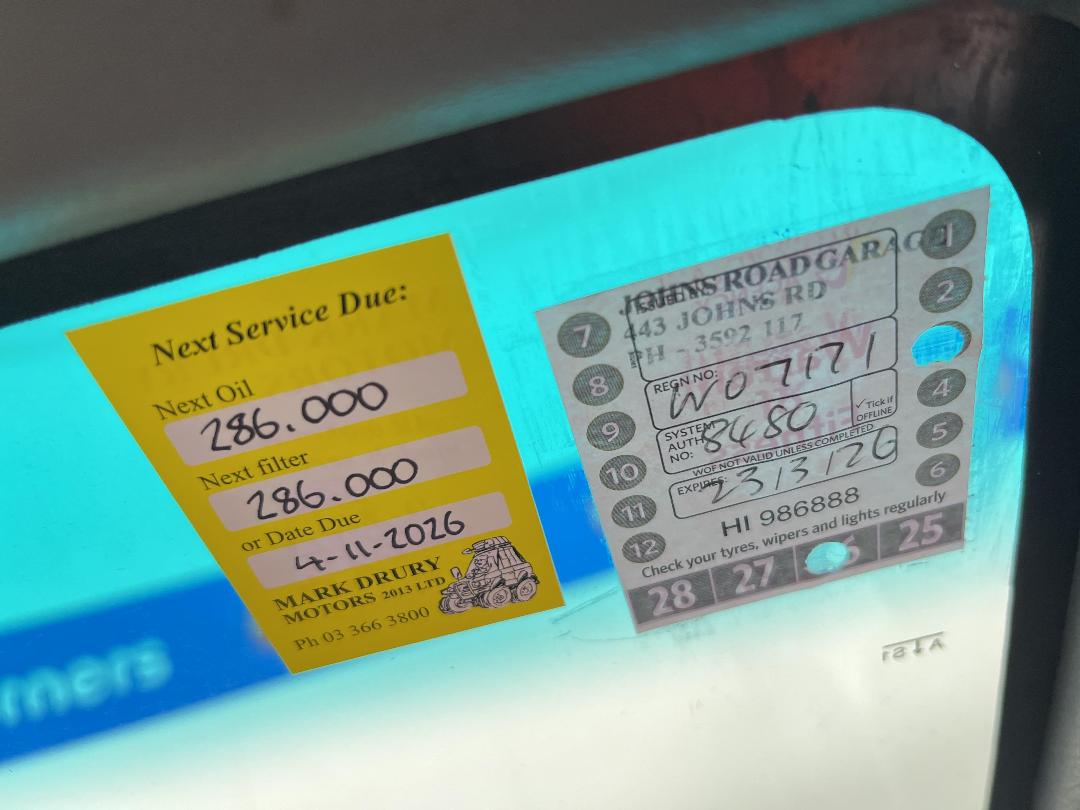 Next Service Due:
Next Oil
286.000
Next filter
286.000
or Date Due
4-11-2026
MARK DRURY
MOTORS 2013 LTD
Ph 03 366 3800
JOHNS ROAD GARAGE
443 JOHNS RD
PH - 3592 117
REGN NO:
WO7171
SYSTEM
AUTH
NO:
8480
✓Tick if
OFFLINE
WOF NOT VALID UNLESS COMPLETED
EXPIRES:
23/3/26
HI 986888
Check your tyres, wipers and lights regularly
7
8
9
10
11
12
1
2
4
5
6
28 27 25
rners